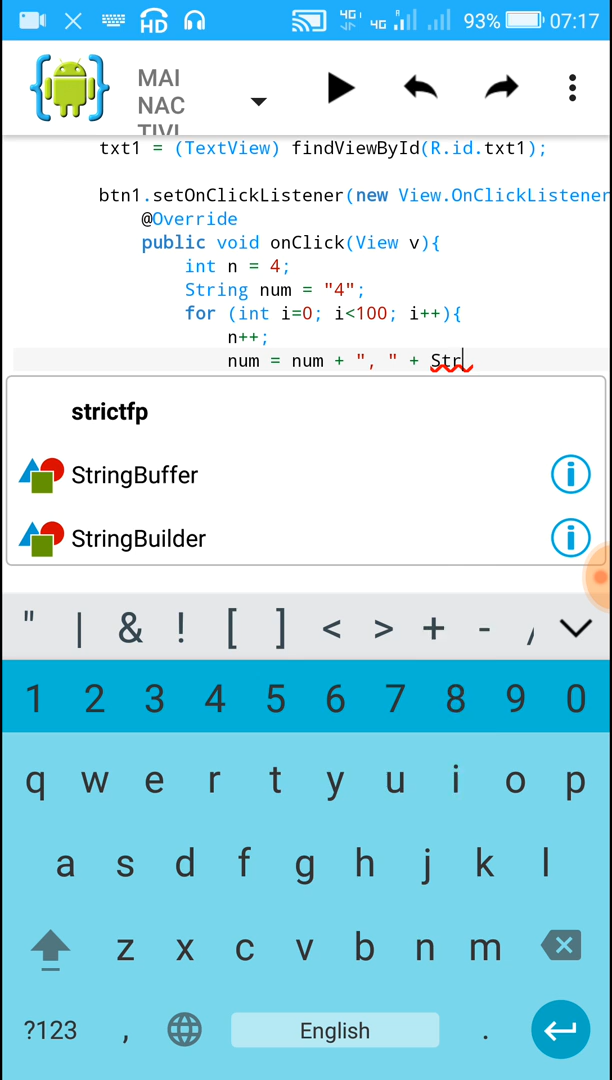 HD 4G 4G R 93% 07:17
MAI
NAC
TIVI
txt1 = (TextView) findViewById(R.id.txt1);
btn1.setOnClickListener(new View.OnClickListener
@Override
public void onClick(View v){
int n = 4;
String num = "4";
for (int i=0; i<100; i++){
n++;
num = num + ", " + Str
strictfp
StringBuffer i
StringBuilder i
" | & ! [ ] < > + - /
1 2 3 4 5 6 7 8 9 0
q w e r t y u i o p
a s d f g h j k l
z x c v b n m
?123 , English .